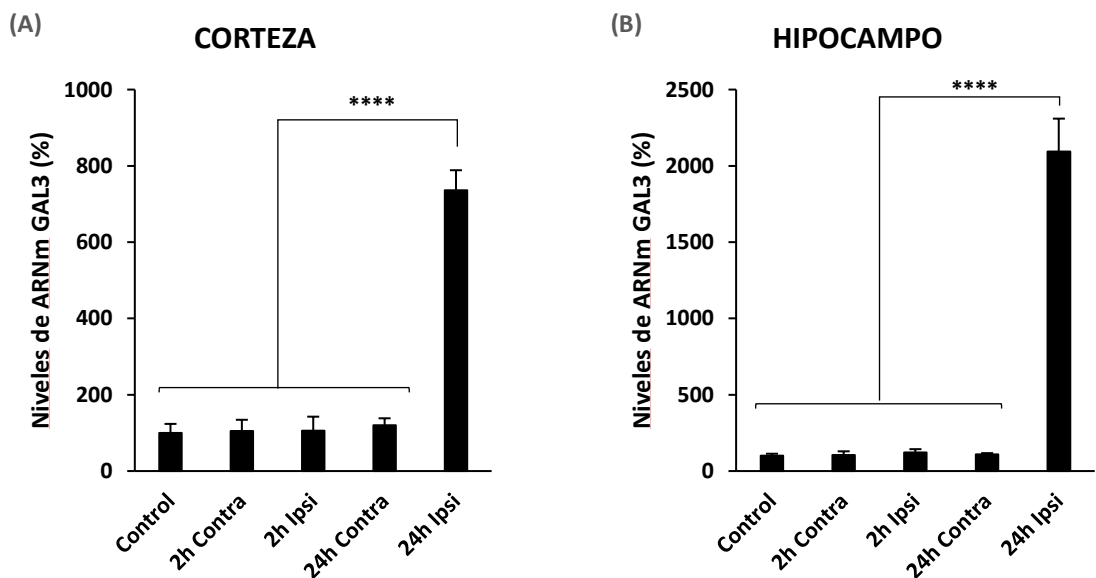 (A)
CORTEZA
Niveles de ARNm GAL3 (%)
1000
800
600
400
200
0
****
Control
2h Contra
2h Ipsi
24h Contra
24h Ipsi
(B)
HIPOCAMPO
Niveles de ARNm GAL3 (%)
2500
2000
1500
1000
500
0
****
Control
2h Contra
2h Ipsi
24h Contra
24h Ipsi